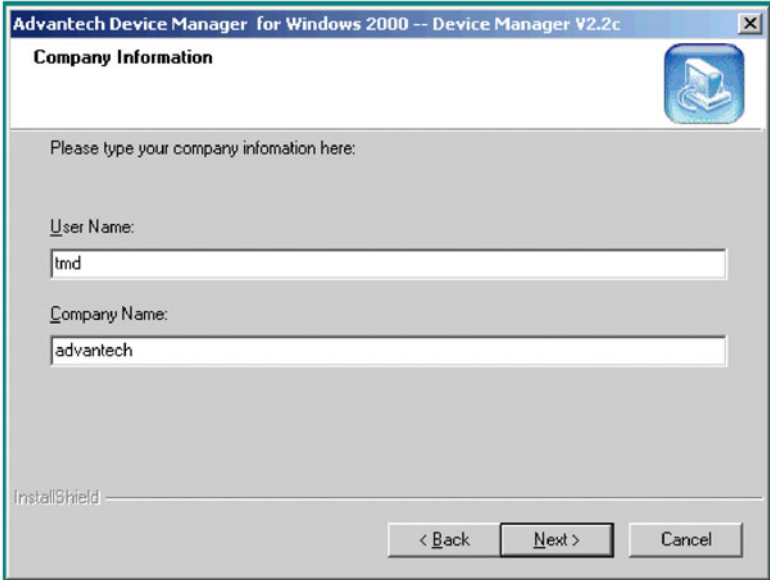 Advantech Device Manager for Windows 2000 -- Device Manager V2.2c
Company Information
Please type your company infomation here:
User Name:
tmd
Company Name:
advantech
InstallShield
< Back Next > Cancel